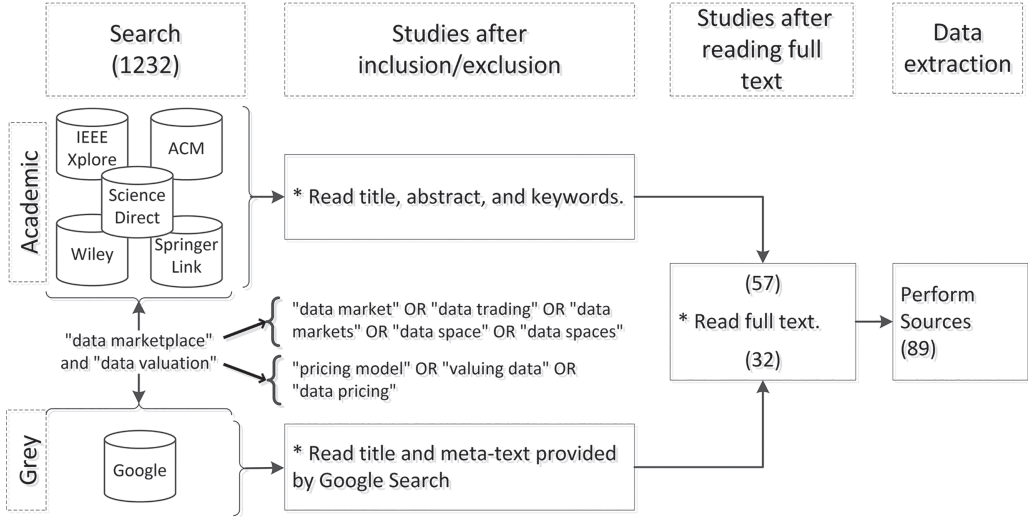 Search
(1232)
Studies after
inclusion/exclusion
Studies after
reading full
text
Data
extraction
Academic
IEEE
Xplore
ACM
Science
Direct
Wiley
Springer
Link
* Read title, abstract, and keywords.
"data marketplace"
and "data valuation"
"data market" OR "data trading" OR "data
markets" OR "data space" OR "data spaces"
"pricing model" OR "valuing data" OR
"data pricing"
(57)
* Read full text.
(32)
Perform
Sources
(89)
Grey
Google
* Read title and meta-text provided
by Google Search